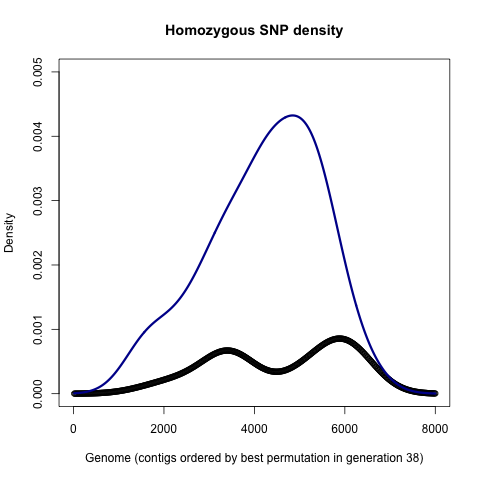 Homozygous SNP density
0.005
0.004
0.003
0.002
0.001
0.000
Density
0 2000 4000 6000 8000
Genome (contigs ordered by best permutation in generation 38)